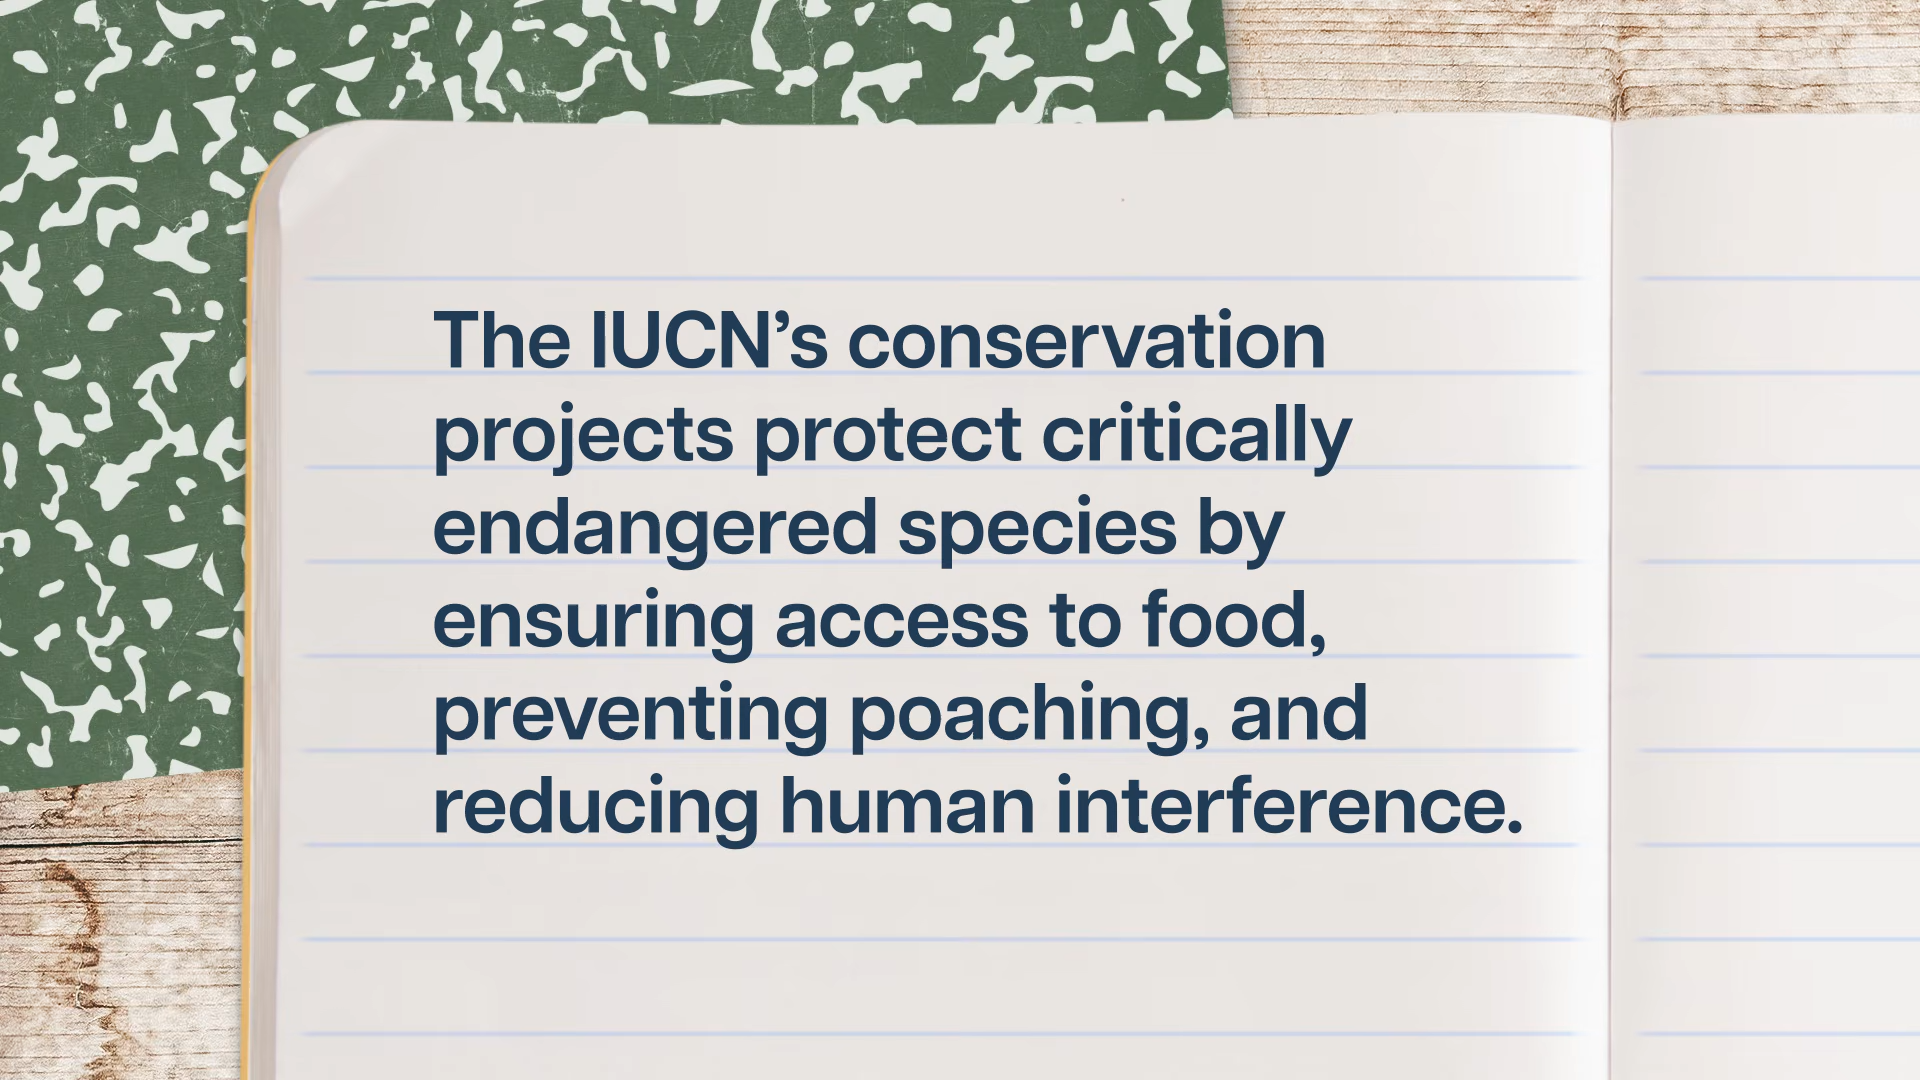 The IUCN’s conservation
projects protect critically
endangered species by
ensuring access to food,
preventing poaching, and
reducing human interference.